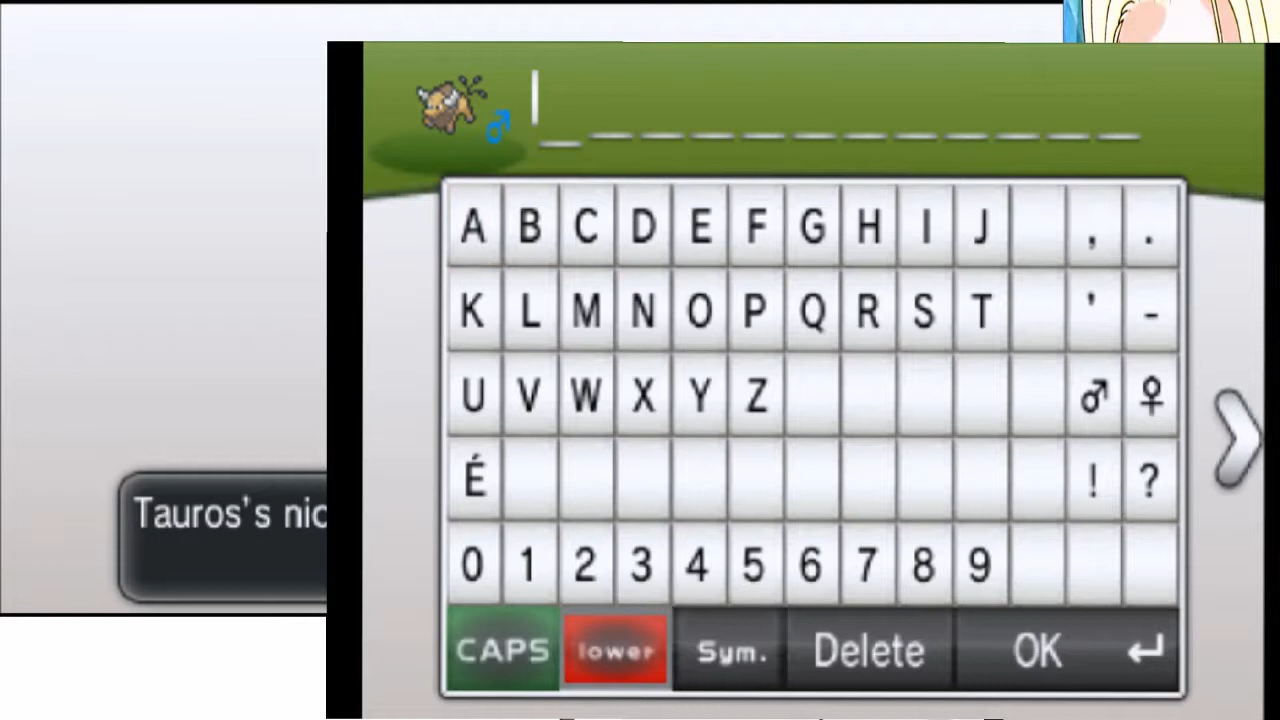 A B C D E F G H I J , .
K L M N O P Q R S T ' -
U V W X Y Z ♂ ♀
É ! ?
0 1 2 3 4 5 6 7 8 9
CAPS lower Sym. Delete OK
Tauros's nic